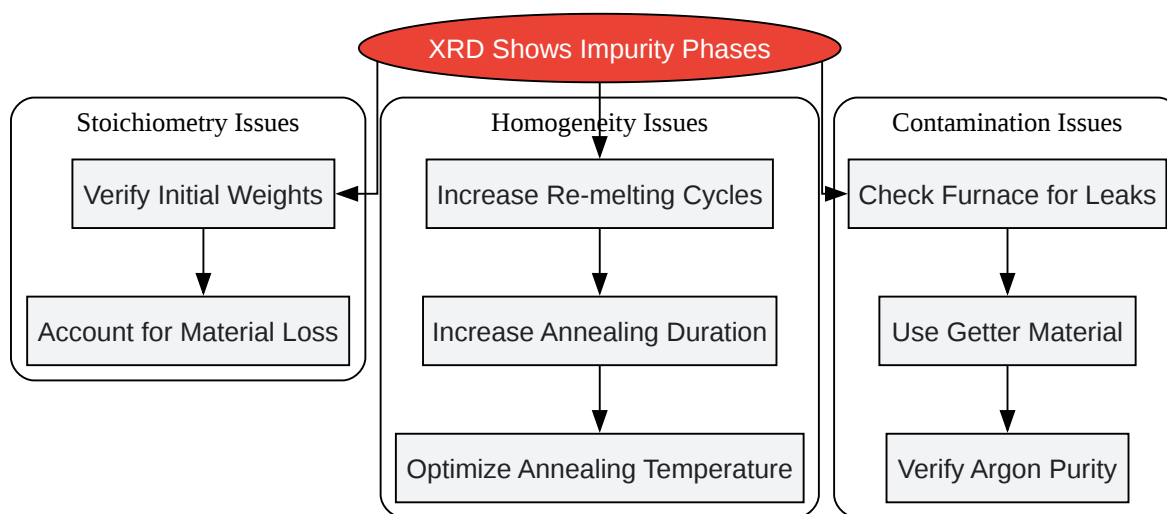 XRD Shows Impurity Phases
Stoichiometry Issues
Verify Initial Weights
Account for Material Loss
Homogeneity Issues
Increase Re-melting Cycles
Increase Annealing Duration
Optimize Annealing Temperature
Contamination Issues
Check Furnace for Leaks
Use Getter Material
Verify Argon Purity